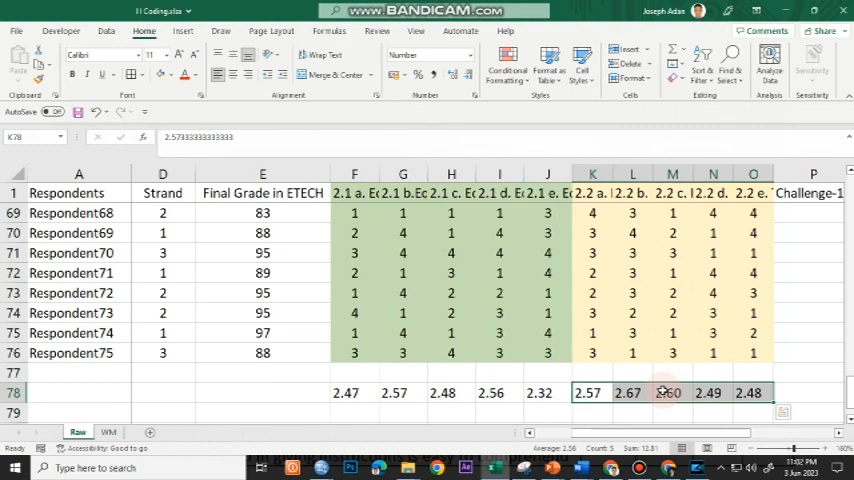 I I Coding.xlsx
WWW.BANDICAM.COM
Joseph Adan
File Developer Data Home Insert Draw Page Layout Formulas Review View Automate Help
Comments Share
Paste Calibri 11 Wrap Text Number Conditional Formatting Format as Table Cell Styles Insert Sort & Filter Find & Select Analyze Data Sensitivity
B I U Merge & Center % Delete
Format
Clipboard Font Alignment Number Styles Cells Editing Analysis Sensitivity
AutoSave Off
K78 fx 2.57333333333333
A D E F G H I J K L M N O P
1 Respondents Strand Final Grade in ETECH 2.1 a. Ec 2.1 b.Ec 2.1 c. Ec 2.1 d. Ec 2.1 e. Ec 2.2 a. 2.2 b. 2.2 c. 2.2 d. 2.2 e. T Challenge-1
69 Respondent68 2 83 1 1 1 1 3 4 3 1 4 4
70 Respondent69 1 88 2 4 1 4 3 3 4 2 1 4
71 Respondent70 3 95 3 4 4 4 4 3 3 3 1 1
72 Respondent71 1 89 2 1 3 1 4 2 3 1 4 4
73 Respondent72 2 95 1 4 2 2 1 2 3 2 4 3
74 Respondent73 2 95 4 1 2 3 1 3 2 2 3 1
75 Respondent74 1 97 1 4 1 3 4 1 3 1 3 2
76 Respondent75 3 88 3 3 4 3 3 3 1 3 1 1
77
78 2.47 2.57 2.48 2.56 2.32 2.57 2.67 2.60 2.49 2.48
79
Raw WM
Ready Accessibility: Good to go Average: 2.56 Count: 5 Sum: 12.81 160%
Type here to search
11:02 PM
3 Jun 2023